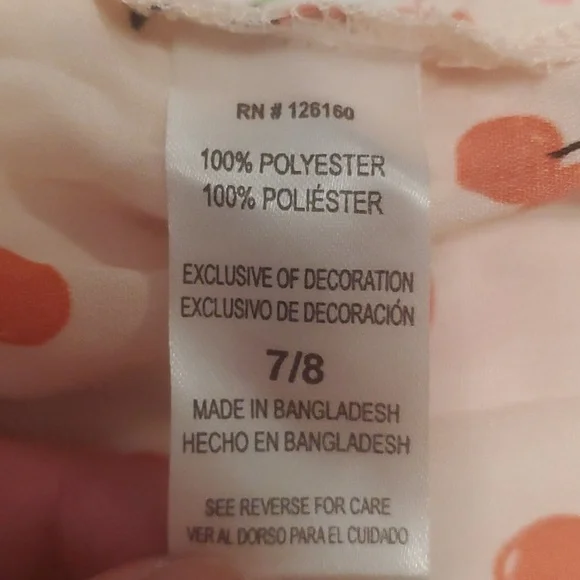 RN # 126160
100% POLYESTER
100% POLIÉSTER
EXCLUSIVE OF DECORATION
EXCLUSIVO DE DECORACIÓN
7/8
MADE IN BANGLADESH
HECHO EN BANGLADESH
SEE REVERSE FOR CARE
VER AL DORSO PARA EL CUIDADO